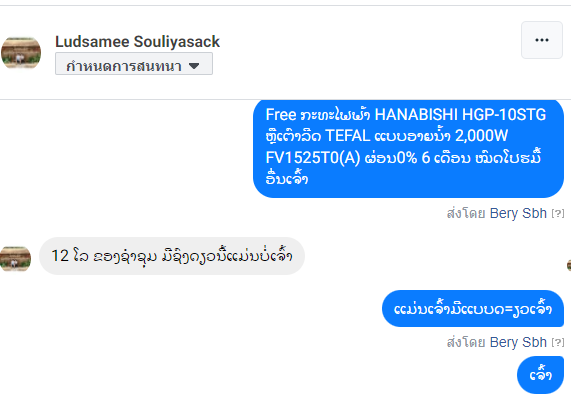 Ludsamee Souliyasack
กำหนดการสนทนา
Free ກະທະໄຟຟ້າ HANABISHI HGP-10STG
ຫຼືເຕົາລີດ TEFAL ແບບອາຍນ້ຳ 2,000W
FV1525T0(A) ຜ່ອນ0% 6 ເດືອນ ໝົດໂປຮມື້
ອື່ນເຈົ້າ
ส่งโดย Bery Sbh [?]
12 ໂລ ຂອງຊຳຊຸມ ມີຊົງດຽວນີ້ແມ່ນບໍ່ເຈົ້າ
ແມ່ນເຈົ້າມີແບບດ=ຽວເຈົ້າ
ส่งโดย Bery Sbh [?]
ເຈົ້າ